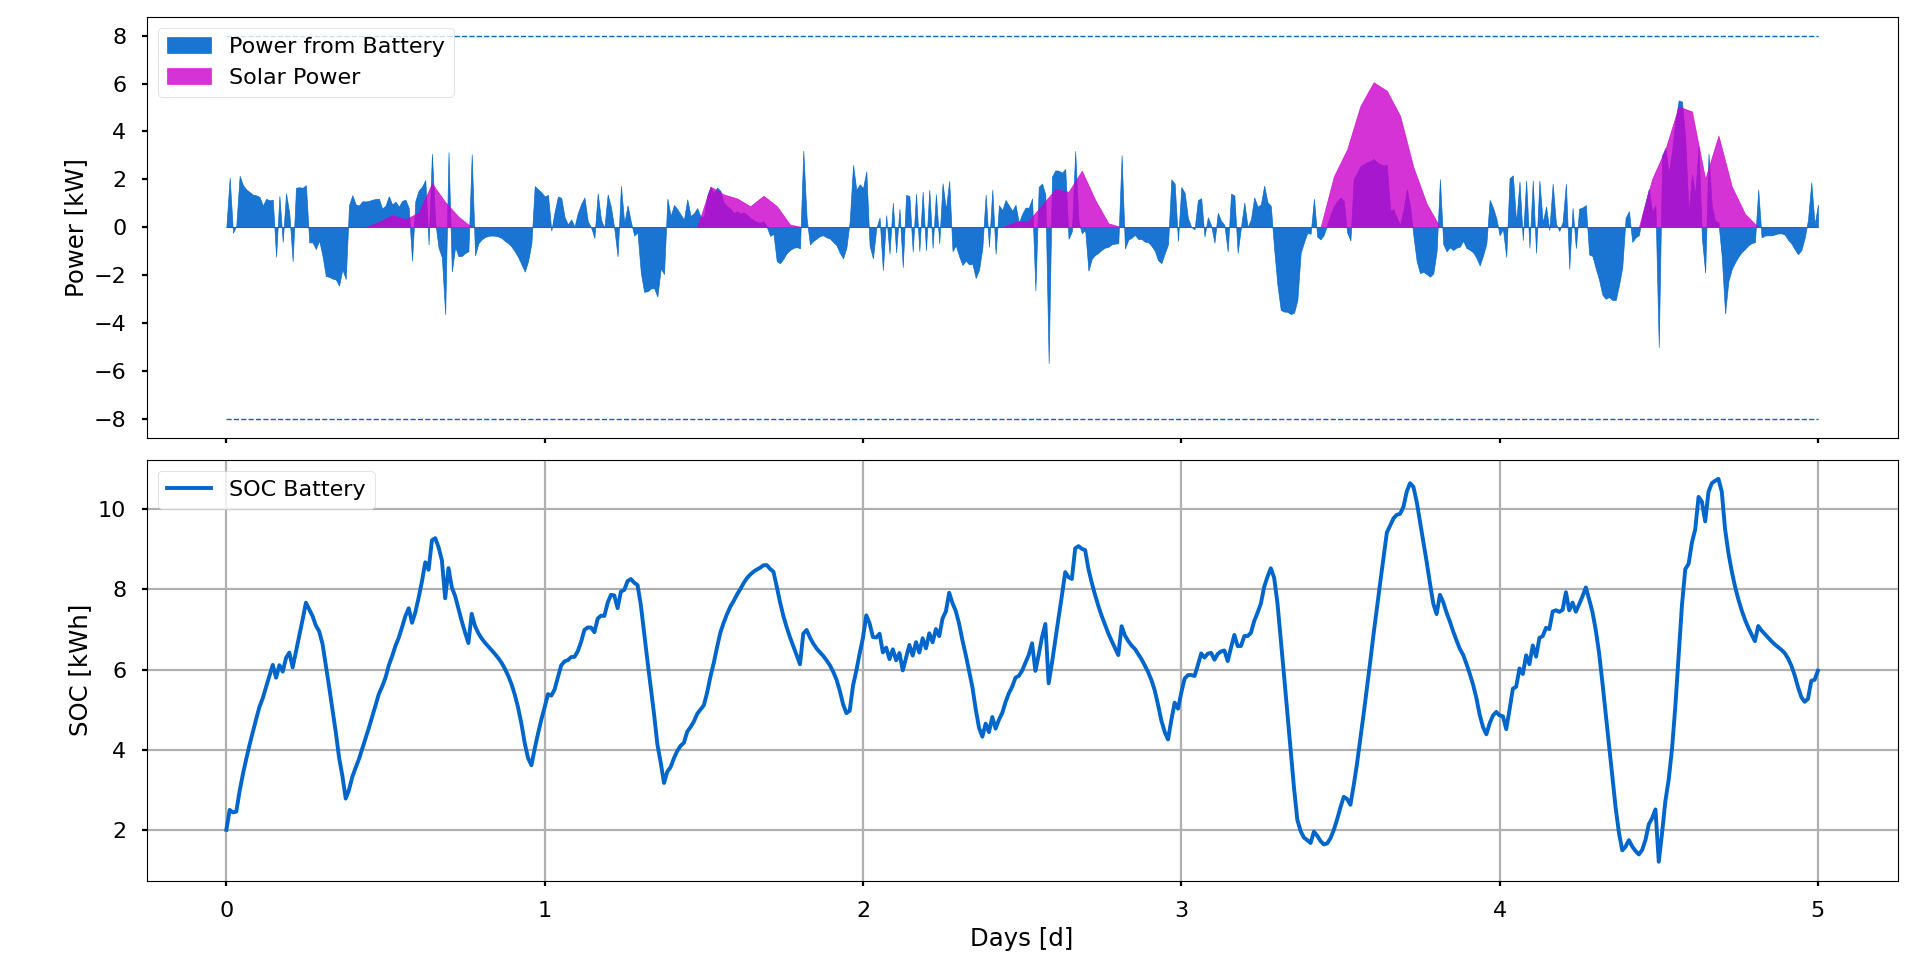 Power from Battery
Solar Power
8
6
4
2
0
−2
−4
−6
−8
Power [kW]
SOC Battery
10
8
6
4
2
SOC [kWh]
0 1 2 3 4 5
Days [d]